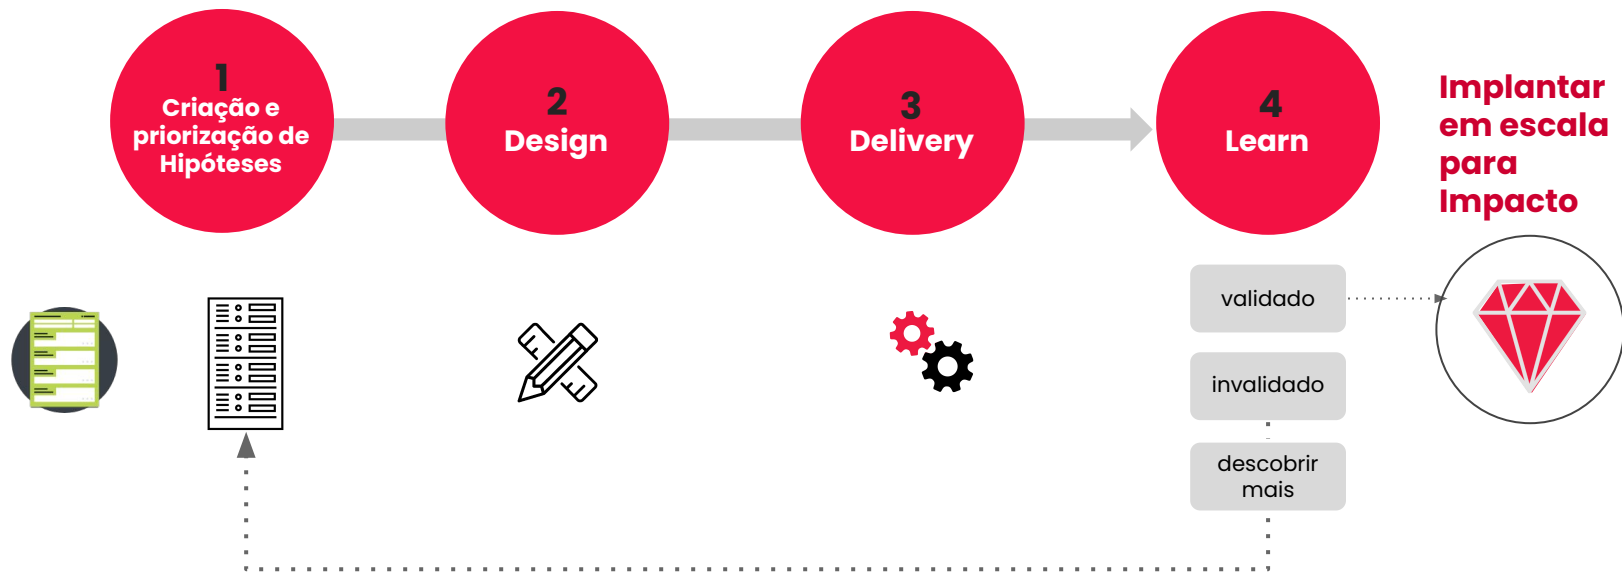 1
Criação e
priorização de
Hipóteses
2
Design
3
Delivery
4
Learn
Implantar
em escala
para
Impacto
validado
invalidado
descobrir
mais